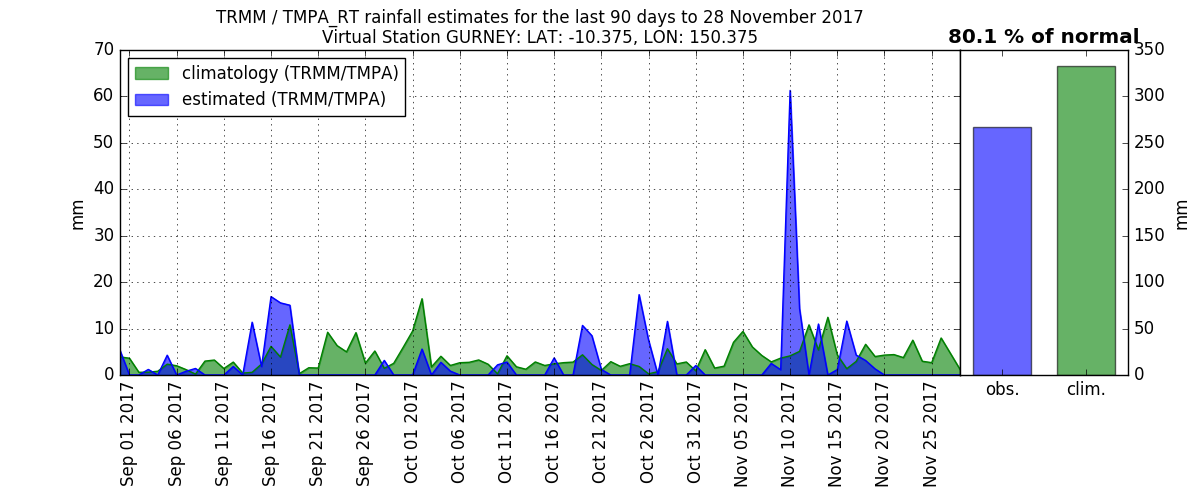 TRMM / TMPA_RT rainfall estimates for the last 90 days to 28 November 2017
Virtual Station GURNEY: LAT: -10.375, LON: 150.375
80.1 % of normal
climatology (TRMM/TMPA)
estimated (TRMM/TMPA)
70
60
50
40
30
20
10
0
mm
350
300
250
200
150
100
50
0
mm
Sep 01 2017
Sep 06 2017
Sep 11 2017
Sep 16 2017
Sep 21 2017
Sep 26 2017
Oct 01 2017
Oct 06 2017
Oct 11 2017
Oct 16 2017
Oct 21 2017
Oct 26 2017
Oct 31 2017
Nov 05 2017
Nov 10 2017
Nov 15 2017
Nov 20 2017
Nov 25 2017
obs.
clim.